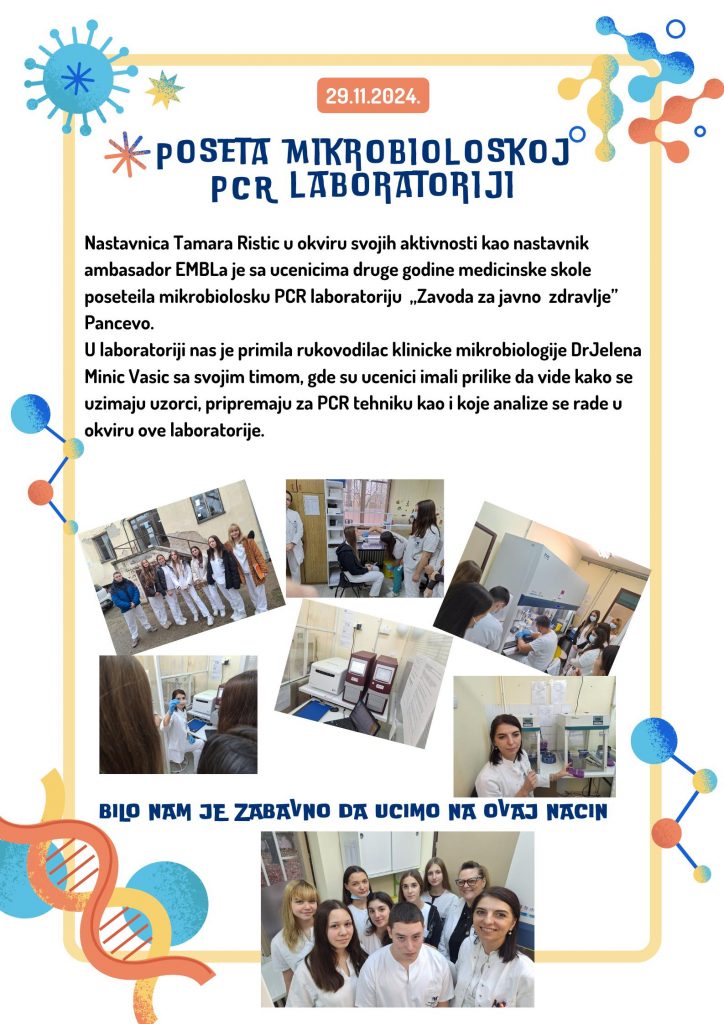 29.11.2024.
POSETA MIKROBIOLOSKOJ
PCR LABORATORIJI
Nastavnica Tamara Ristic u okviru svojih aktivnosti kao nastavnik
ambasador EMBLa je sa ucenicima druge godine medicinske skole
poseteila mikrobiolosku PCR laboratoriju ,,Zavoda za javno zdravlje"
Pancevo.
U laboratoriji nas je primila rukovodilac klinicke mikrobiologije DrJelena
Minic Vasic sa svojim timom, gde su ucenici imali prilike da vide kako se
uzimaju uzorci, pripremaju za PCR tehniku kao i koje analize se rade u
okviru ove laboratorije.
BILO NAM JE ZABAVNO DA UCIMO NA OVAJ NACIN